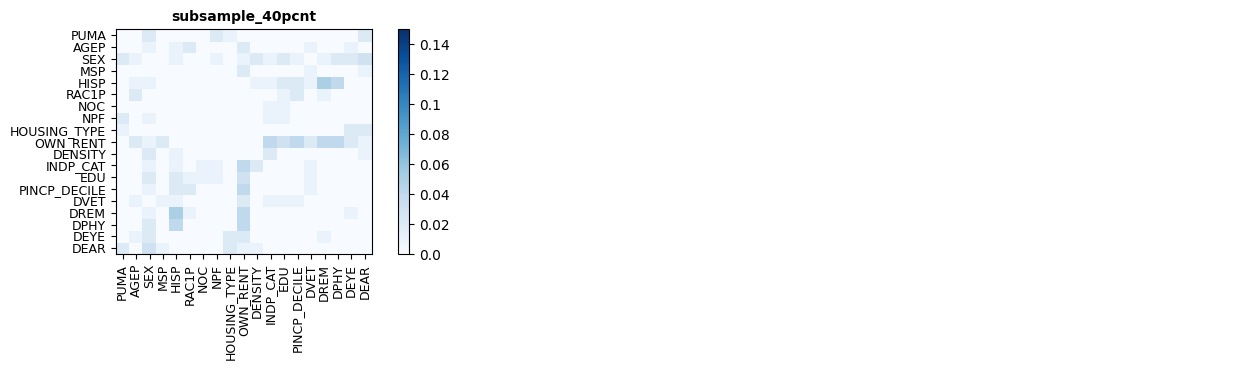 subsample_40pcnt
PUMA
AGEP
SEX
MSP
HISP
RAC1P
NOC
NPF
HOUSING_TYPE
OWN_RENT
DENSITY
INDP_CAT
EDU
PINCP_DECILE
DVET
DREM
DPHY
DEYE
DEAR
0.14
0.12
0.1
0.08
0.06
0.04
0.02
0.0
PUMA
AGEP
SEX
MSP
HISP
RAC1P
NOC
NPF
HOUSING_TYPE
OWN_RENT
DENSITY
INDP_CAT
EDU
PINCP_DECILE
DVET
DREM
DPHY
DEYE
DEAR